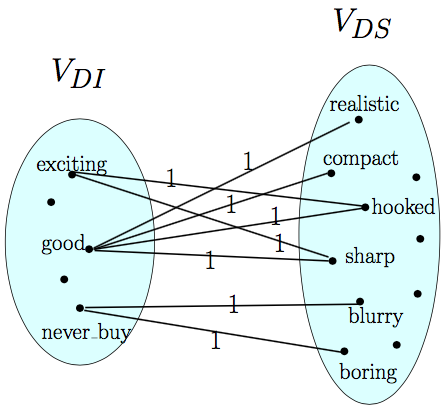 V_DS
V_DI
realistic
exciting
1
1
compact
1
1
hooked
good
1
1
sharp
1
blurry
never_buy
1
boring